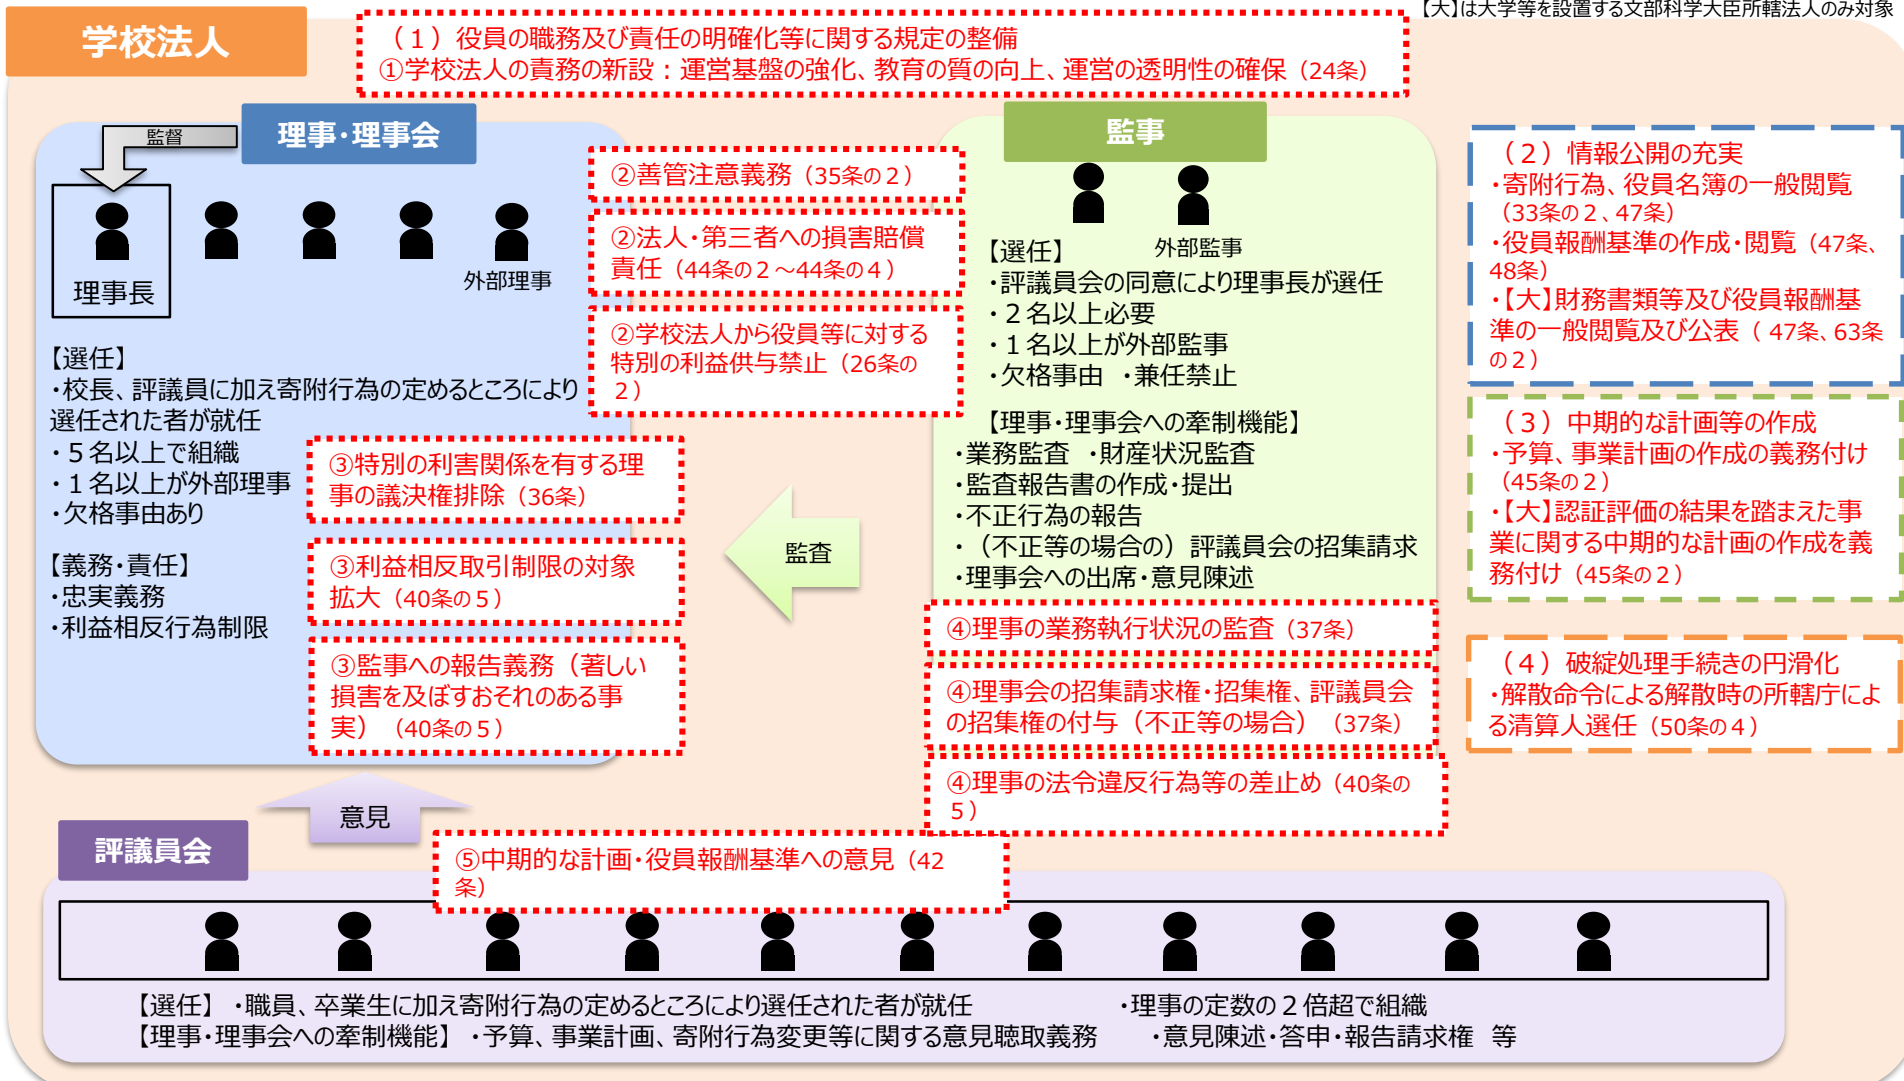 【大】は大学等を設置する文部科学大臣所轄法人のみ対象
学校法人
（１）役員の職務及び責任の明確化等に関する規定の整備
①学校法人の責務の新設：運営基盤の強化、教育の質の向上、運営の透明性の確保（24条）
理事・理事会
監督
理事長
外部理事
【選任】
・校長、評議員に加え寄附行為の定めるところにより
選任された者が就任
・５名以上で組織
・１名以上が外部理事
・欠格事由あり
【義務・責任】
・忠実義務
・利益相反行為制限
②善管注意義務（35条の２）
②法人・第三者への損害賠償
責任（44条の２～44条の４）
②学校法人から役員等に対する
特別の利益供与禁止（26条の
２）
③特別の利害関係を有する理
事の議決権排除（36条）
③利益相反取引制限の対象
拡大（40条の５）
③監事への報告義務（著しい
損害を及ぼすおそれのある事
実）（40条の５）
監査
監事
外部監事
【選任】
・評議員会の同意により理事長が選任
・２名以上必要
・１名以上が外部監事
・欠格事由 ・兼任禁止
【理事・理事会への牽制機能】
・業務監査 ・財産状況監査
・監査報告書の作成・提出
・不正行為の報告
・（不正等の場合の）評議員会の招集請求
・理事会への出席・意見陳述
④理事の業務執行状況の監査（37条）
④理事会の招集請求権・招集権、評議員会
の招集権の付与（不正等の場合）（37条）
④理事の法令違反行為等の差止め（40条の
５）
（２）情報公開の充実
・寄附行為、役員名簿の一般閲覧
（33条の２、47条）
・役員報酬基準の作成・閲覧（47条、
48条）
・【大】財務書類等及び役員報酬基
準の一般閲覧及び公表（ 47条、63条
の２）
（３）中期的な計画等の作成
・予算、事業計画の作成の義務付け
（45条の２）
・【大】認証評価の結果を踏まえた事
業に関する中期的な計画の作成を義
務付け（45条の２）
（４）破綻処理手続きの円滑化
・解散命令による解散時の所轄庁によ
る清算人選任（50条の４）
意見
評議員会
⑤中期的な計画・役員報酬基準への意見（42
条）
【選任】 ・職員、卒業生に加え寄附行為の定めるところにより選任された者が就任 ・理事の定数の２倍超で組織
【理事・理事会への牽制機能】 ・予算、事業計画、寄附行為変更等に関する意見聴取義務 ・意見陳述・答申・報告請求権 等